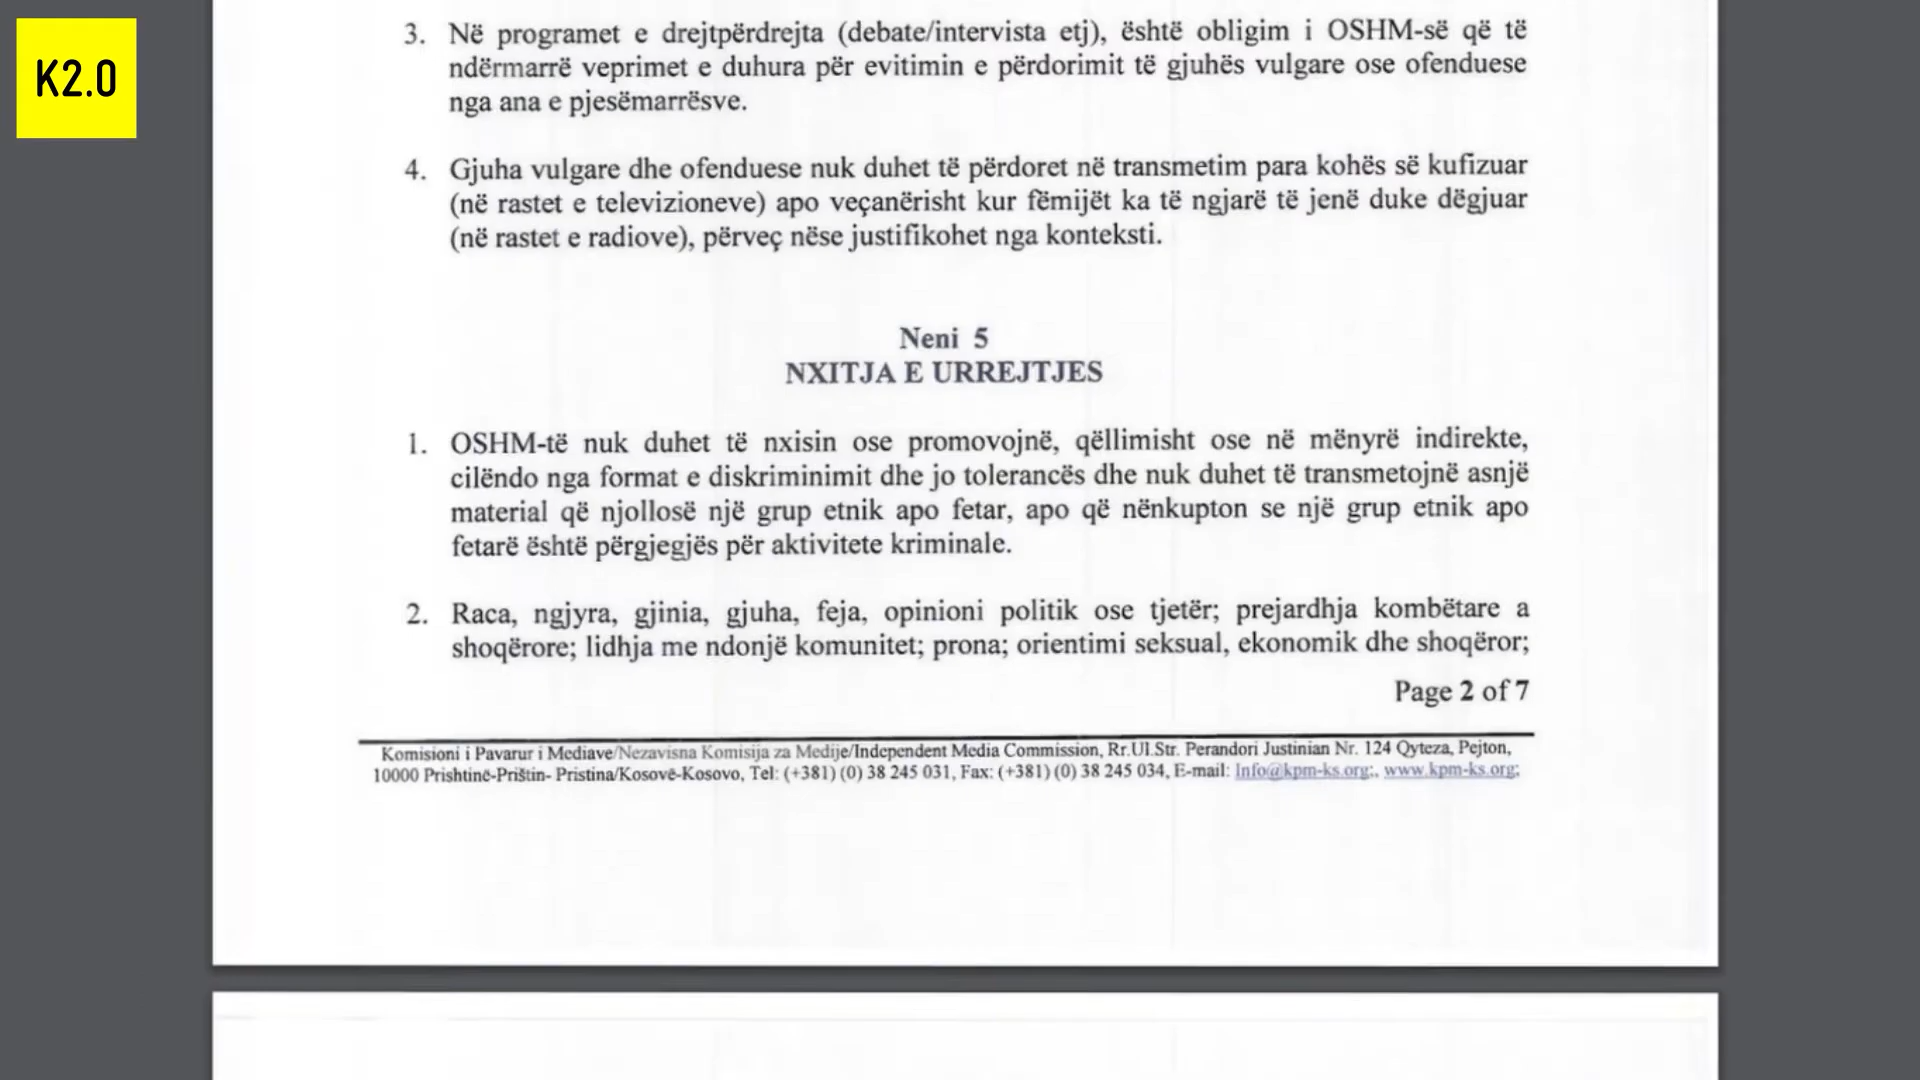 K2.0
3. Në programet e drejtpërdrejta (debate/intervista etj), është obligim i OSHM-së që të
ndërmarrë veprimet e duhura për evitimin e përdorimit të gjuhës vulgare ose ofenduese
nga ana e pjesëmarrësve.
4. Gjuha vulgare dhe ofenduese nuk duhet të përdoret në transmetim para kohës së kufizuar
(në rastet e televizioneve) apo veçanërisht kur fëmijët ka të ngjarë të jenë duke dëgjuar
(në rastet e radiove), përveç nëse justifikohet nga konteksti.
Neni 5
NXITJA E URREJTJES
1. OSHM-të nuk duhet të nxisin ose promovojnë, qëllimisht ose në mënyrë indirekte,
cilëndo nga format e diskriminimit dhe jo tolerancës dhe nuk duhet të transmetojnë asnjë
material që njollosë një grup etnik apo fetar, apo që nënkupton se një grup etnik apo
fetarë është përgjegjës për aktivitete kriminale.
2. Raca, ngjyra, gjinia, gjuha, feja, opinioni politik ose tjetër; prejardhja kombëtare a
shoqërore; lidhja me ndonjë komunitet; prona; orientimi seksual, ekonomik dhe shoqëror;
Page 2 of 7
Komisioni i Pavarur i Mediave/Nezavisna Komisija za Medije/Independent Media Commission, Rr.Ul.Str. Perandori Justinian Nr. 124 Qyteza, Pejton,
10000 Prishtinë-Priştin- Pristina/Kosovë-Kosovo, Tel: (+381) (0) 38 245 031, Fax: (+381) (0) 38 245 034, E-mail: Info@kpm-ks.org;, www.kpm-ks.org;